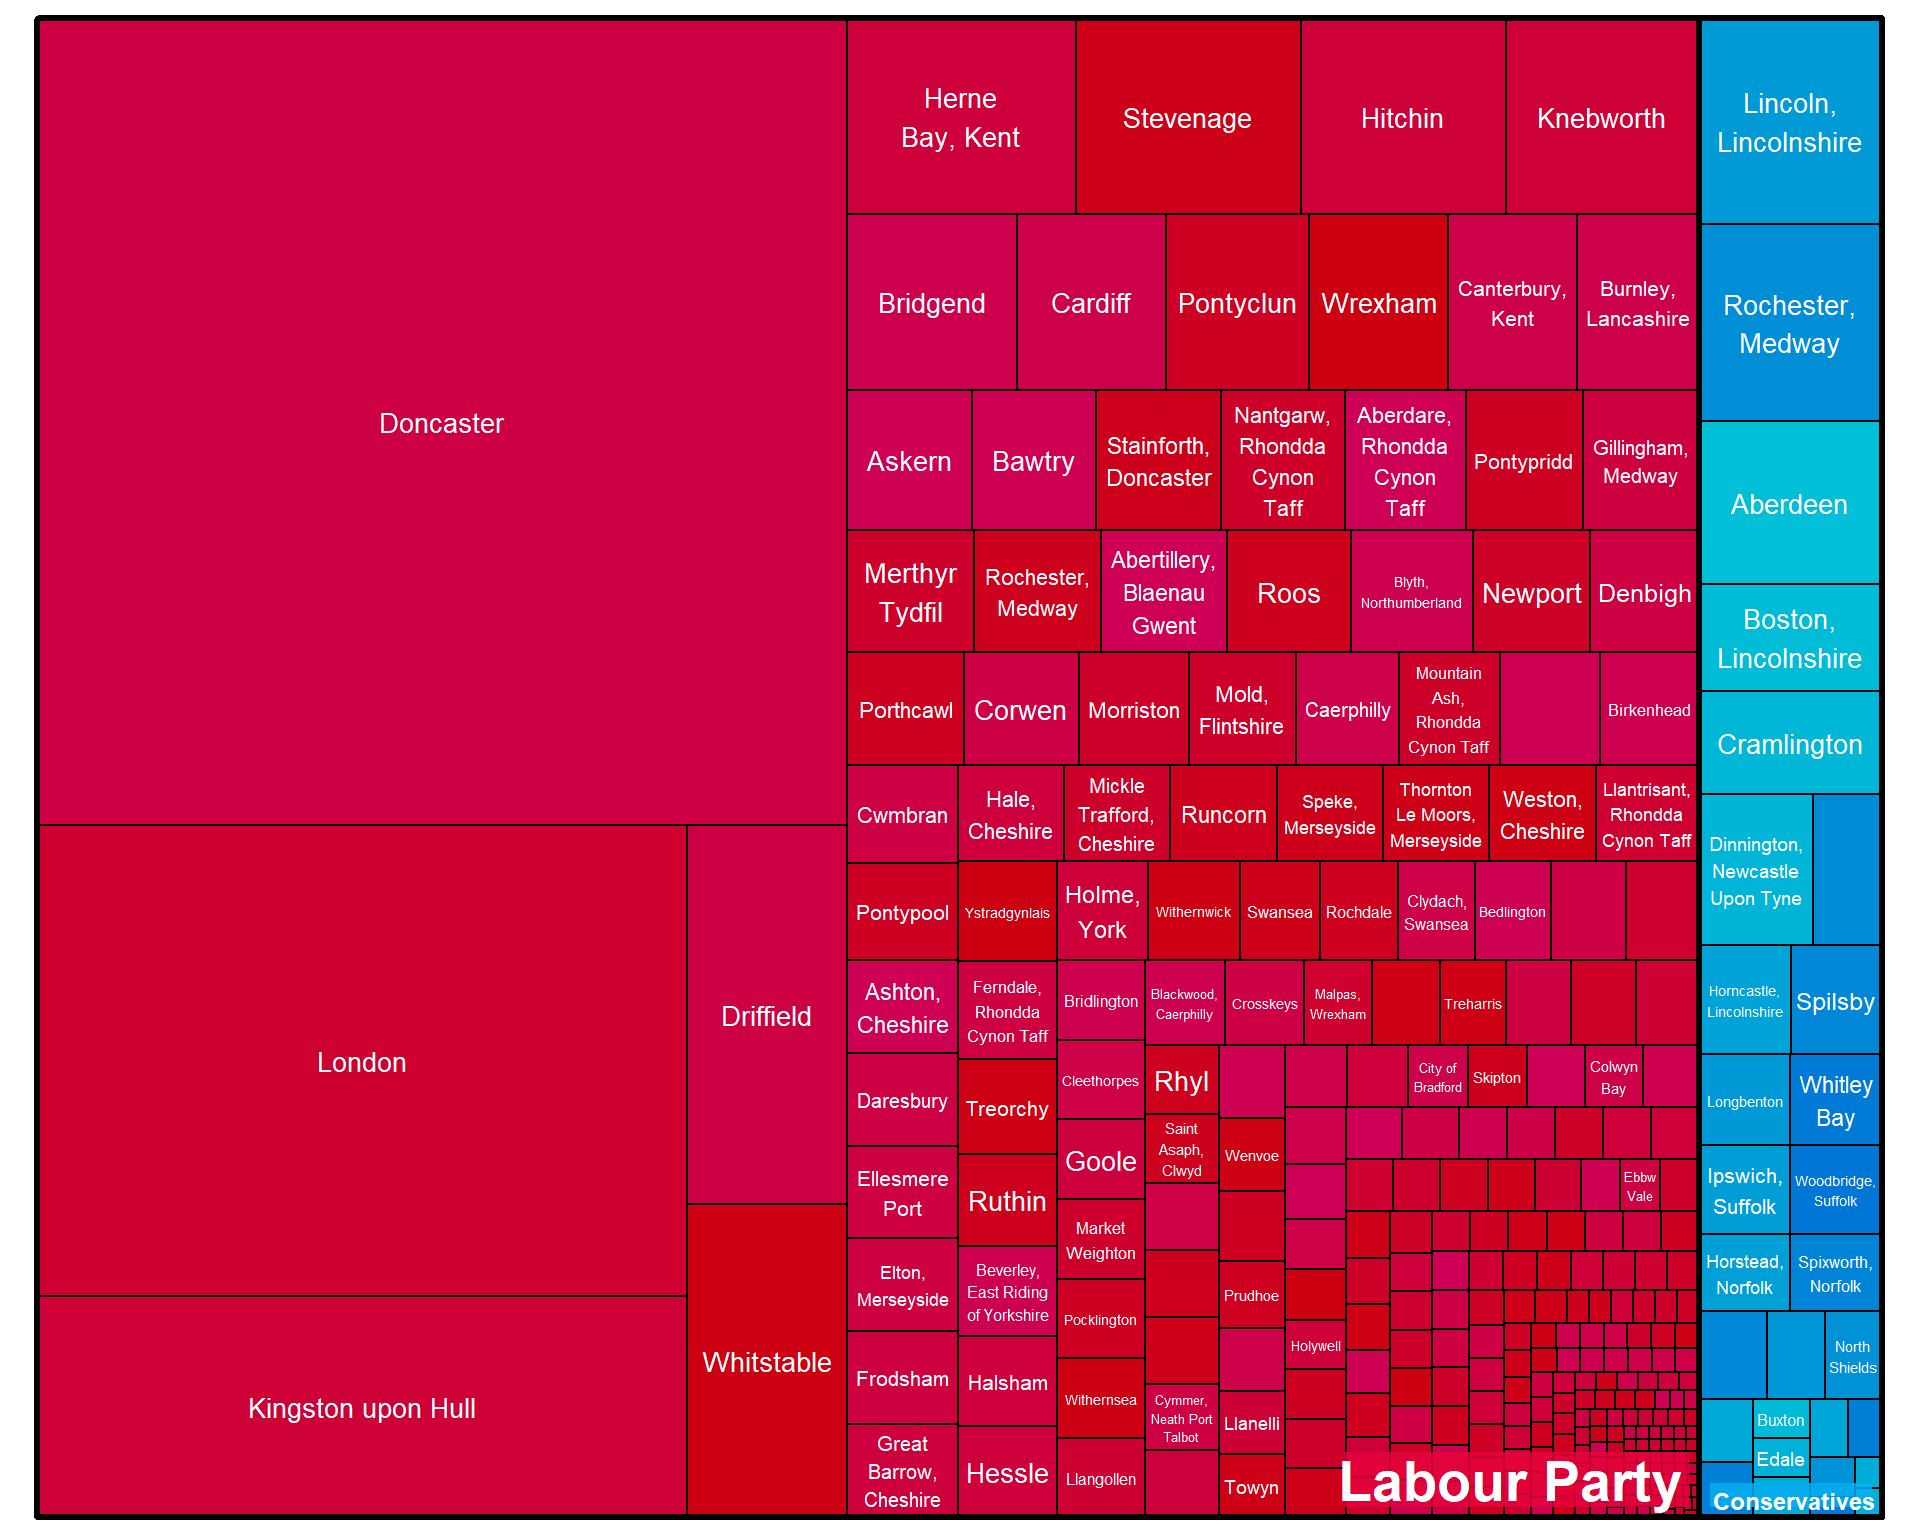 Doncaster
London
Kingston upon Hull
Driffield
Whitstable
Herne
Bay, Kent
Stevenage
Hitchin
Knebworth
Bridgend
Cardiff
Pontyclun
Wrexham
Canterbury,
Kent
Burnley,
Lancashire
Askern
Bawtry
Stainforth,
Doncaster
Nantgarw,
Rhondda
Cynon
Taff
Aberdare,
Rhondda
Cynon
Taff
Pontypridd
Gillingham,
Medway
Merthyr
Tydfil
Rochester,
Medway
Abertillery,
Blaenau
Gwent
Roos
Blyth,
Northumberland
Newport
Denbigh
Porthcawl
Corwen
Morriston
Mold,
Flintshire
Caerphilly
Mountain
Ash,
Rhondda
Cynon Taff
Birkenhead
Cwmbran
Hale,
Cheshire
Mickle
Trafford,
Cheshire
Runcorn
Speke,
Merseyside
Thornton
Le Moors,
Merseyside
Weston,
Cheshire
Llantrisant,
Rhondda
Cynon Taff
Pontypool
Ystradgynlais
Holme,
York
Withernwick
Swansea
Rochdale
Clydach,
Swansea
Bedlington
Ashton,
Cheshire
Ferndale,
Rhondda
Cynon Taff
Bridlington
Blackwood,
Caerphilly
Crosskeys
Malpas,
Wrexham
Treharris
Daresbury
Treorchy
Cleethorpes
Rhyl
City of
Bradford
Skipton
Colwyn
Bay
Saint
Asaph,
Clwyd
Wenvoe
Ellesmere
Port
Ruthin
Goole
Ebbw
Vale
Market
Weighton
Elton,
Merseyside
Beverley,
East Riding
of Yorkshire
Pocklington
Prudhoe
Holywell
Frodsham
Halsham
Withernsea
Cymmer,
Neath Port
Talbot
Llanelli
Great
Barrow,
Cheshire
Hessle
Llangollen
Towyn
Labour Party
Lincoln,
Lincolnshire
Rochester,
Medway
Aberdeen
Boston,
Lincolnshire
Cramlington
Dinnington,
Newcastle
Upon Tyne
Horncastle,
Lincolnshire
Spilsby
Longbenton
Whitley
Bay
Ipswich,
Suffolk
Woodbridge,
Suffolk
Horstead,
Norfolk
Spixworth,
Norfolk
North
Shields
Buxton
Edale
Conservatives